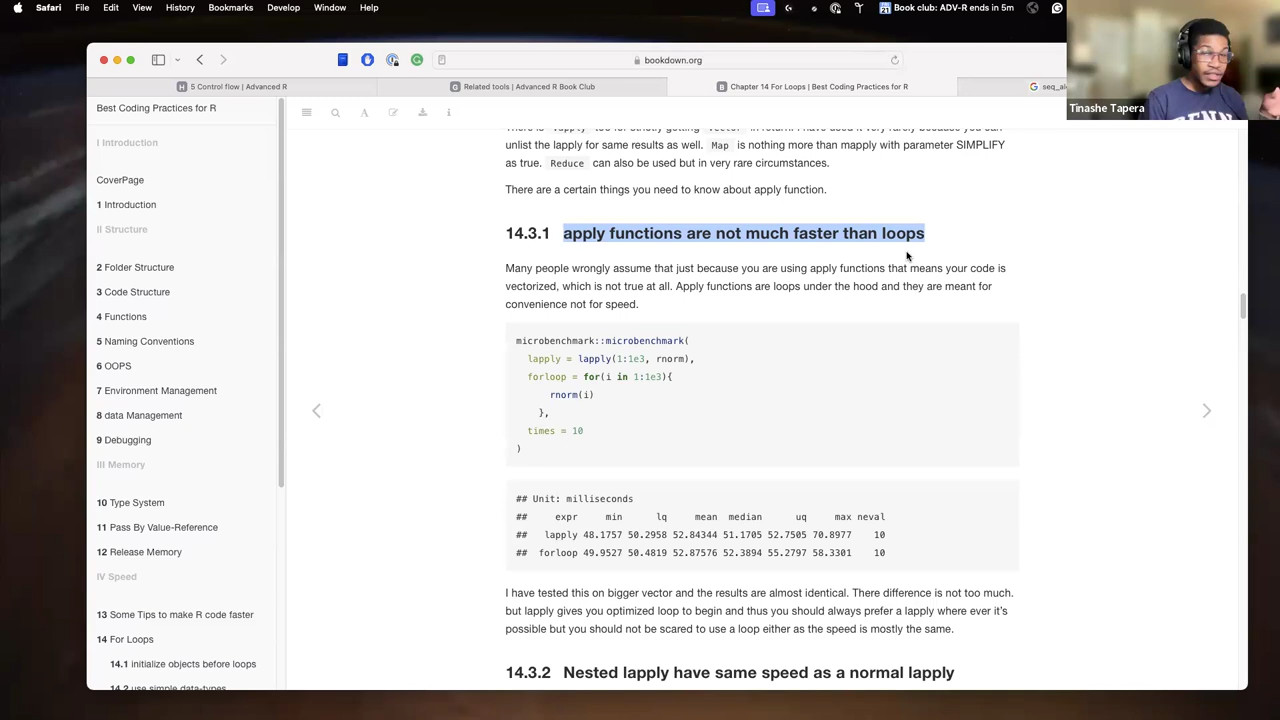 Safari File Edit View History Bookmarks Develop Window Help
Book club: ADV-R ends in 5m
bookdown.org
5 Control flow | Advanced R
Related tools | Advanced R Book Club
Chapter 14 For Loops | Best Coding Practices for R
Tinashe Tapera
Best Coding Practices for R
I Introduction
CoverPage
1 Introduction
II Structure
2 Folder Structure
3 Code Structure
4 Functions
5 Naming Conventions
6 OOPS
7 Environment Management
8 data Management
9 Debugging
III Memory
10 Type System
11 Pass By Value-Reference
12 Release Memory
IV Speed
13 Some Tips to make R code faster
14 For Loops
14.1 initialize objects before loops
14.2 use simple data-types
unlist the lapply for same results as well. Map is nothing more than mapply with parameter SIMPLIFY
as true. Reduce can also be used but in very rare circumstances.
There are a certain things you need to know about apply function.
14.3.1 apply functions are not much faster than loops
Many people wrongly assume that just because you are using apply functions that means your code is
vectorized, which is not true at all. Apply functions are loops under the hood and they are meant for
convenience not for speed.
microbenchmark::microbenchmark(
lapply = lapply(1:1e3, rnorm),
forloop = for(i in 1:1e3){
rnorm(i)
},
times = 10
)
## Unit: milliseconds
## expr min lq mean median uq max neval
## lapply 48.1757 50.2958 52.84344 51.1705 52.7505 70.8977 10
## forloop 49.9527 50.4819 52.87576 52.3894 55.2797 58.3301 10
I have tested this on bigger vector and the results are almost identical. There difference is not too much.
but lapply gives you optimized loop to begin and thus you should always prefer a lapply where ever it's
possible but you should not be scared to use a loop either as the speed is mostly the same.
14.3.2 Nested lapply have same speed as a normal lapply